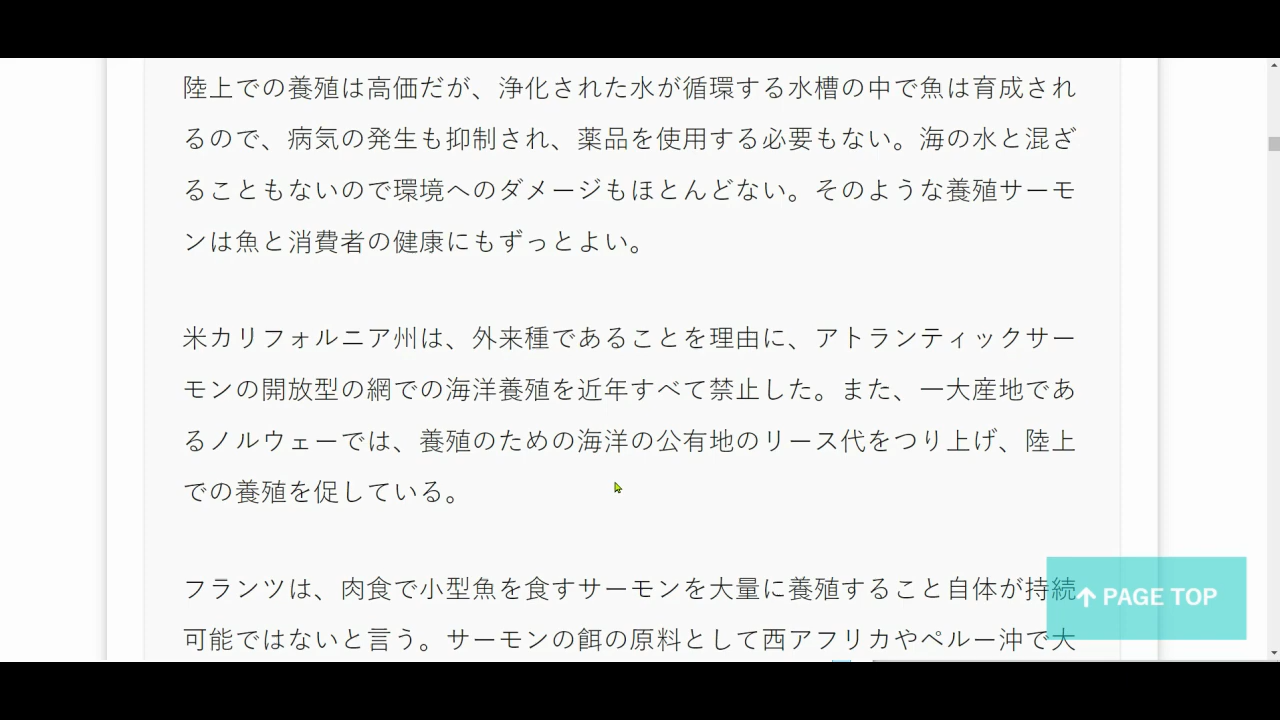 陸上での養殖は高価だが、浄化された水が循環する水槽の中で魚は育成され
るので、病気の発生も抑制され、薬品を使用する必要もない。海の水と混ざ
ることもないので環境へのダメージもほとんどない。そのような養殖サーモ
ンは魚と消費者の健康にもずっとよい。
米カリフォルニア州は、外来種であることを理由に、アトランティックサー
モンの開放型の網での海洋養殖を近年すべて禁止した。また、一大産地であ
るノルウェーでは、養殖のための海洋の公有地のリース代をつり上げ、陸上
での養殖を促している。
フランツは、肉食で小型魚を食すサーモンを大量に養殖すること自体が持続
可能ではないと言う。サーモンの餌の原料として西アフリカやペルー沖で大
↑ PAGE TOP